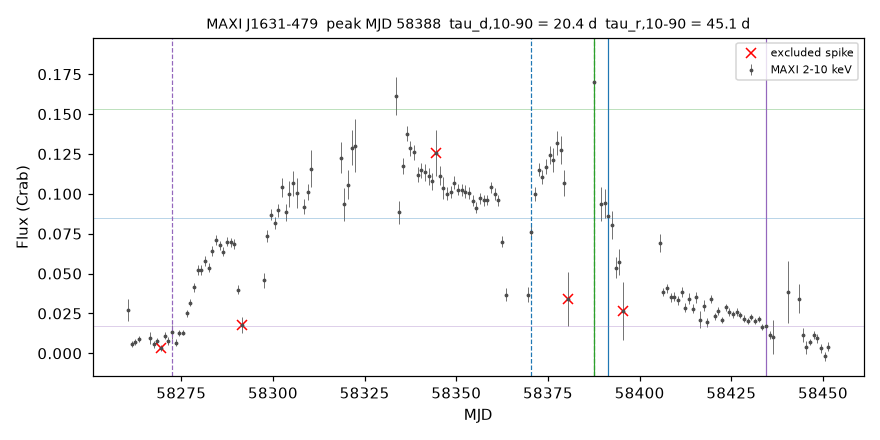 MAXI J1631-479  peak MJD 58388  tau_d,10-90 = 20.4 d  tau_r,10-90 = 45.1 d
excluded spike
MAXI 2-10 keV
Flux (Crab)
0.175
0.150
0.125
0.100
0.075
0.050
0.025
0.000
58275 58300 58325 58350 58375 58400 58425 58450
MJD